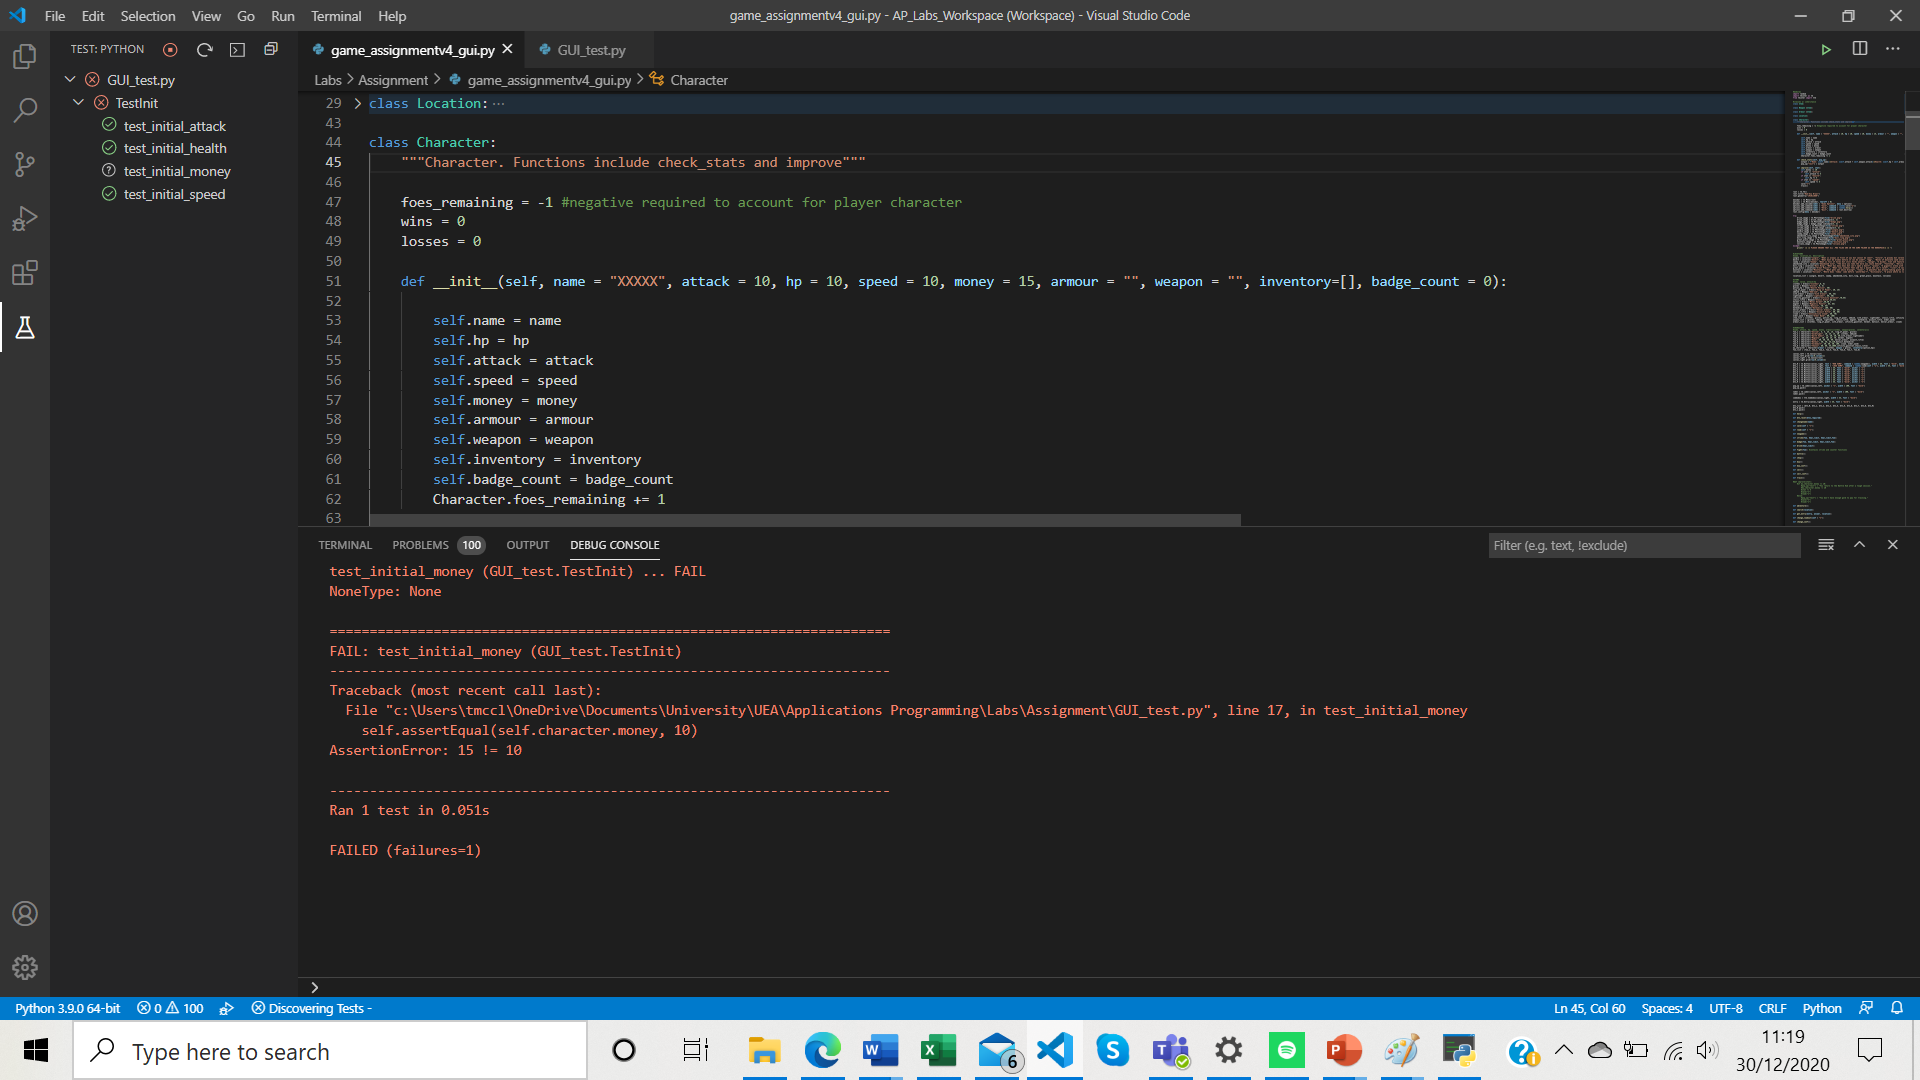 File Edit Selection View Go Run Terminal Help
game_assignmentv4_gui.py - AP_Labs_Workspace (Workspace) - Visual Studio Code
TEST: PYTHON
GUI_test.py
TestInit
test_initial_attack
test_initial_health
test_initial_money
test_initial_speed
game_assignmentv4_gui.py
GUI_test.py
Labs > Assignment > game_assignmentv4_gui.py > Character
29 class Location: ...
43
44 class Character:
45 """Character. Functions include check_stats and improve"""
46
47 foes_remaining = -1 #negative required to account for player character
48 wins = 0
49 losses = 0
50
51 def __init__(self, name = "XXXXX", attack = 10, hp = 10, speed = 10, money = 15, armour = "", weapon = "", inventory=[], badge_count = 0):
52
53 self.name = name
54 self.hp = hp
55 self.attack = attack
56 self.speed = speed
57 self.money = money
58 self.armour = armour
59 self.weapon = weapon
60 self.inventory = inventory
61 self.badge_count = badge_count
62 Character.foes_remaining += 1
63
TERMINAL PROBLEMS 100 OUTPUT DEBUG CONSOLE
Filter (e.g. text, !exclude)
test_initial_money (GUI_test.TestInit) ... FAIL
NoneType: None
======================================================================
FAIL: test_initial_money (GUI_test.TestInit)
----------------------------------------------------------------------
Traceback (most recent call last):
File "c:\Users\tmccl\OneDrive\Documents\University\UEA\Applications Programming\Labs\Assignment\GUI_test.py", line 17, in test_initial_money
self.assertEqual(self.character.money, 10)
AssertionError: 15 != 10
----------------------------------------------------------------------
Ran 1 test in 0.051s
FAILED (failures=1)
Python 3.9.0 64-bit 0 100 Discovering Tests -
Ln 45, Col 60 Spaces: 4 UTF-8 CRLF Python
Type here to search
6
11:19
30/12/2020